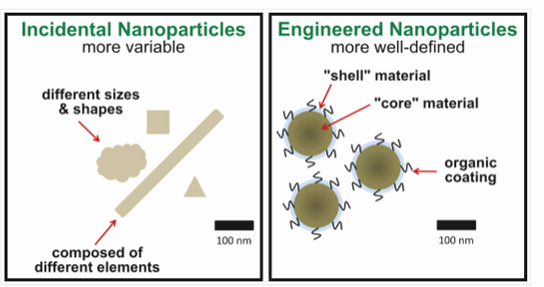 Incidental Nanoparticles
more variable
different sizes
& shapes
composed of
different elements
100 nm
Engineered Nanoparticles
more well-defined
"shell" material
"core" material
organic
coating
100 nm